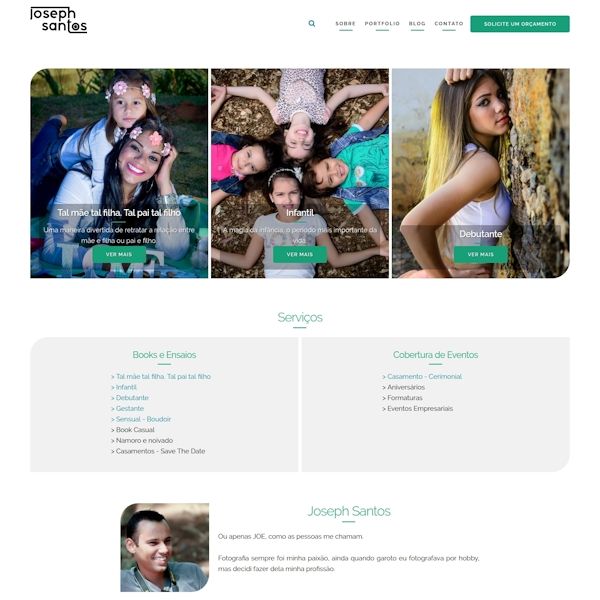 joseph
santos
SOBRE PORTFÓLIO BLOG CONTATO SOLICITE UM ORÇAMENTO
Tal mãe tal filha. Tal pai tal filho
Uma maneira divertida de retratar a relação entre
mãe e filha ou pai e filho.
VER MAIS
Infantil
A magia da infância, o período mais importante da
vida.
VER MAIS
Debutante
VER MAIS
Serviços
Books e Ensaios
> Tal mãe tal filha. Tal pai tal filho
> Infantil
> Debutante
> Gestante
> Sensual - Boudoir
> Book Casual
> Namoro e noivado
> Casamentos - Save The Date
Cobertura de Eventos
> Casamento - Cerimonial
> Aniversários
> Formaturas
> Eventos Empresariais
Joseph Santos
Ou apenas JOE, como as pessoas me chamam.
Fotografia sempre foi minha paixão, ainda quando garoto eu fotografava por hobby,
mas decidi fazer dela minha profissão.